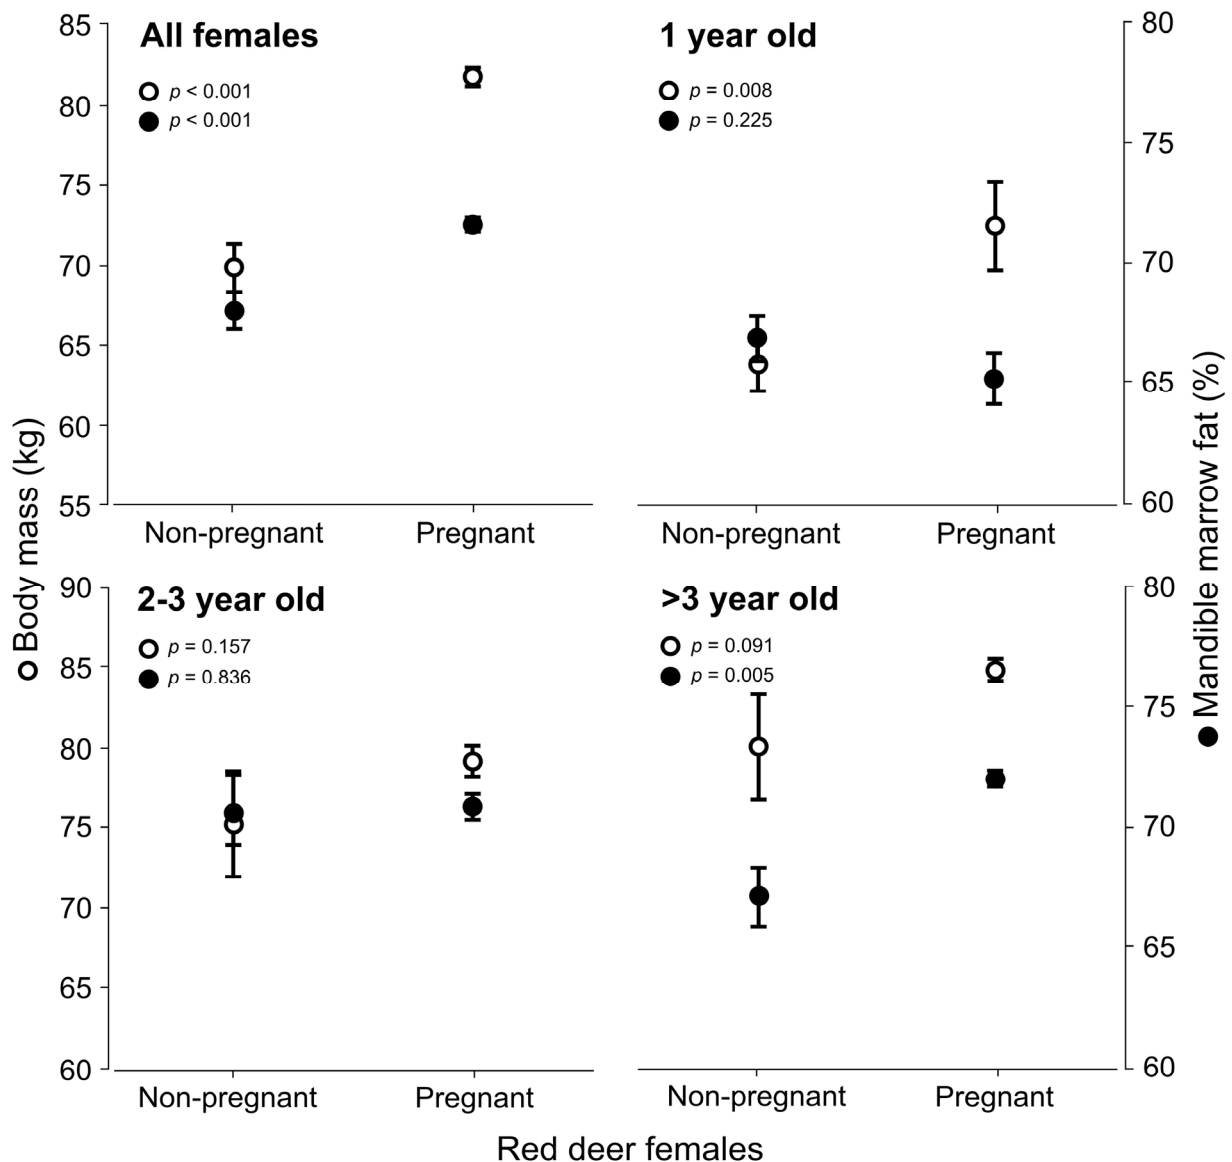 All females
p < 0.001
p < 0.001
85
80
75
70
65
60
55
Non-pregnant
Pregnant
1 year old
p = 0.008
p = 0.225
80
75
70
65
60
Non-pregnant
Pregnant
2-3 year old
p = 0.157
p = 0.836
90
85
80
75
70
65
60
Non-pregnant
Pregnant
>3 year old
p = 0.091
p = 0.005
80
75
70
65
60
Non-pregnant
Pregnant
Body mass (kg)
Mandible marrow fat (%)
Red deer females